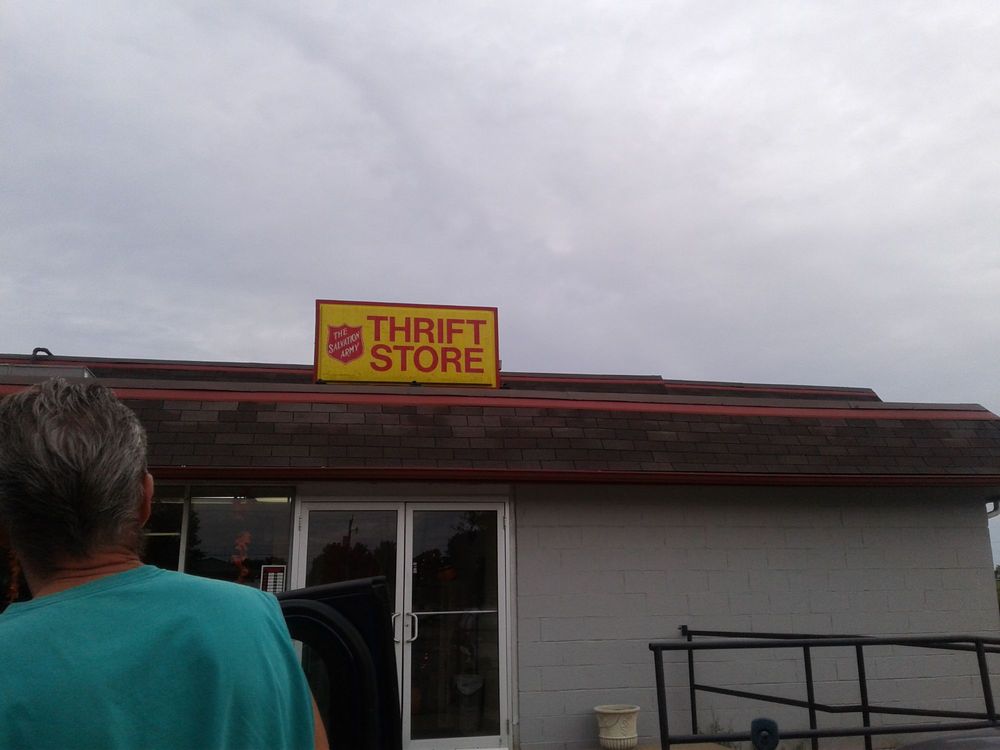 THE
SALVATION
ARMY
THRIFT
STORE